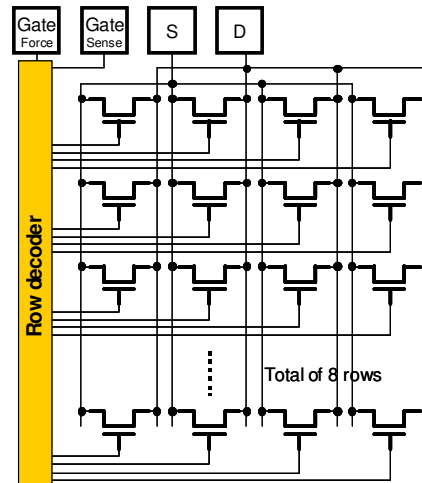 Gate
Force
Gate
Sense
S
D
Row decoder
Total of 8 rows